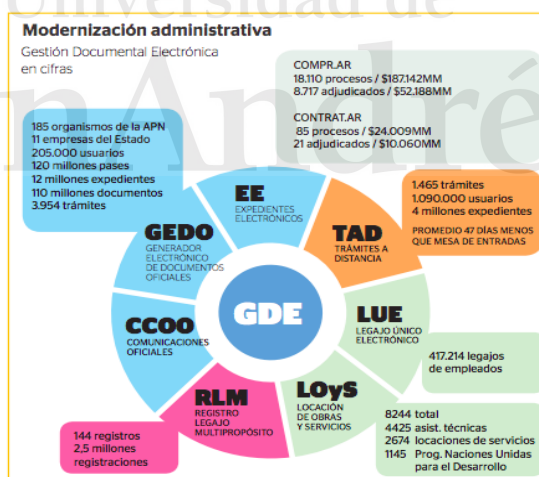 Universidad de
Modernización administrativa
Gestión Documental Electrónica
en cifras
COMPR.AR
18.110 procesos / $187.142MM
8.717 adjudicados / $52.188MM
CONTRAT.AR
85 procesos / $24.009MM
21 adjudicados / $10.060MM
185 organismos de la APN
11 empresas del Estado
205.000 usuarios
120 millones pases
12 millones expedientes
110 millones documentos
3.954 trámites
EE
EXPEDIENTES
ELECTRÓNICOS
TAD
TRÁMITES A
DISTANCIA
1.465 trámites
1.090.000 usuarios
4 millones expedientes
PROMEDIO 47 DÍAS MENOS
QUE MESA DE ENTRADAS
GEDO
GENERADOR
ELECTRÓNICO
DE DOCUMENTOS
OFICIALES
GDE
CCOO
COMUNICACIONES
OFICIALES
LUE
LEGAJO ÚNICO
ELECTRÓNICO
417.214 legajos
de empleados
RLM
REGISTRO
LEGAJO
MULTIPROPÓSITO
LOyS
LOCACIÓN
DE OBRAS
Y SERVICIOS
144 registros
2,5 millones
registraciones
8244 total
4425 asist. técnicas
2674 locaciones de servicios
1145 Prog. Naciones Unidas
para el Desarrollo